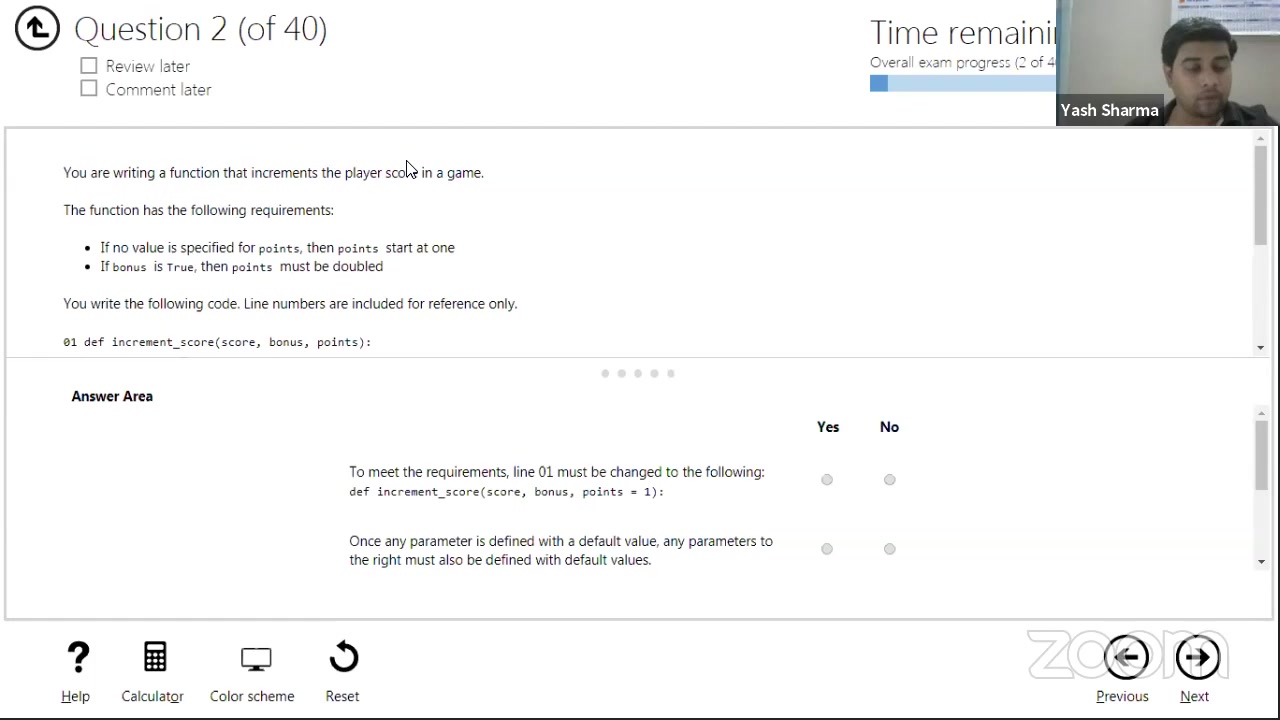 Question 2 (of 40)
Review later
Comment later
Time remaini
Overall exam progress (2 of 4
Yash Sharma
You are writing a function that increments the player score in a game.
The function has the following requirements:
• If no value is specified for points, then points start at one
• If bonus is True, then points must be doubled
You write the following code. Line numbers are included for reference only.
01 def increment_score(score, bonus, points):
Answer Area
Yes No
To meet the requirements, line 01 must be changed to the following:
def increment_score(score, bonus, points = 1):
Once any parameter is defined with a default value, any parameters to
the right must also be defined with default values.
zoom
Help Calculator Color scheme Reset Previous Next